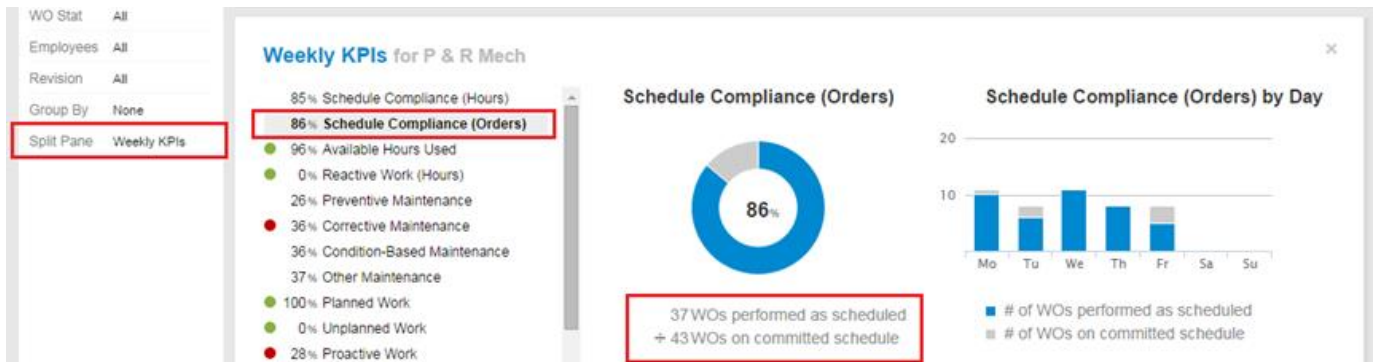 WO Stat All
Employees All
Revision All
Group By None
Split Pane Weekly KPIs
Weekly KPIs for P & R Mech
×
85% Schedule Compliance (Hours)
86% Schedule Compliance (Orders)
96% Available Hours Used
0% Reactive Work (Hours)
26% Preventive Maintenance
36% Corrective Maintenance
36% Condition-Based Maintenance
37% Other Maintenance
100% Planned Work
0% Unplanned Work
28% Proactive Work
Schedule Compliance (Orders)
86%
37 WOs performed as scheduled
÷ 43 WOs on committed schedule
Schedule Compliance (Orders) by Day
20
10
Mo Tu We Th Fr Sa Su
# of WOs performed as scheduled
# of WOs on committed schedule